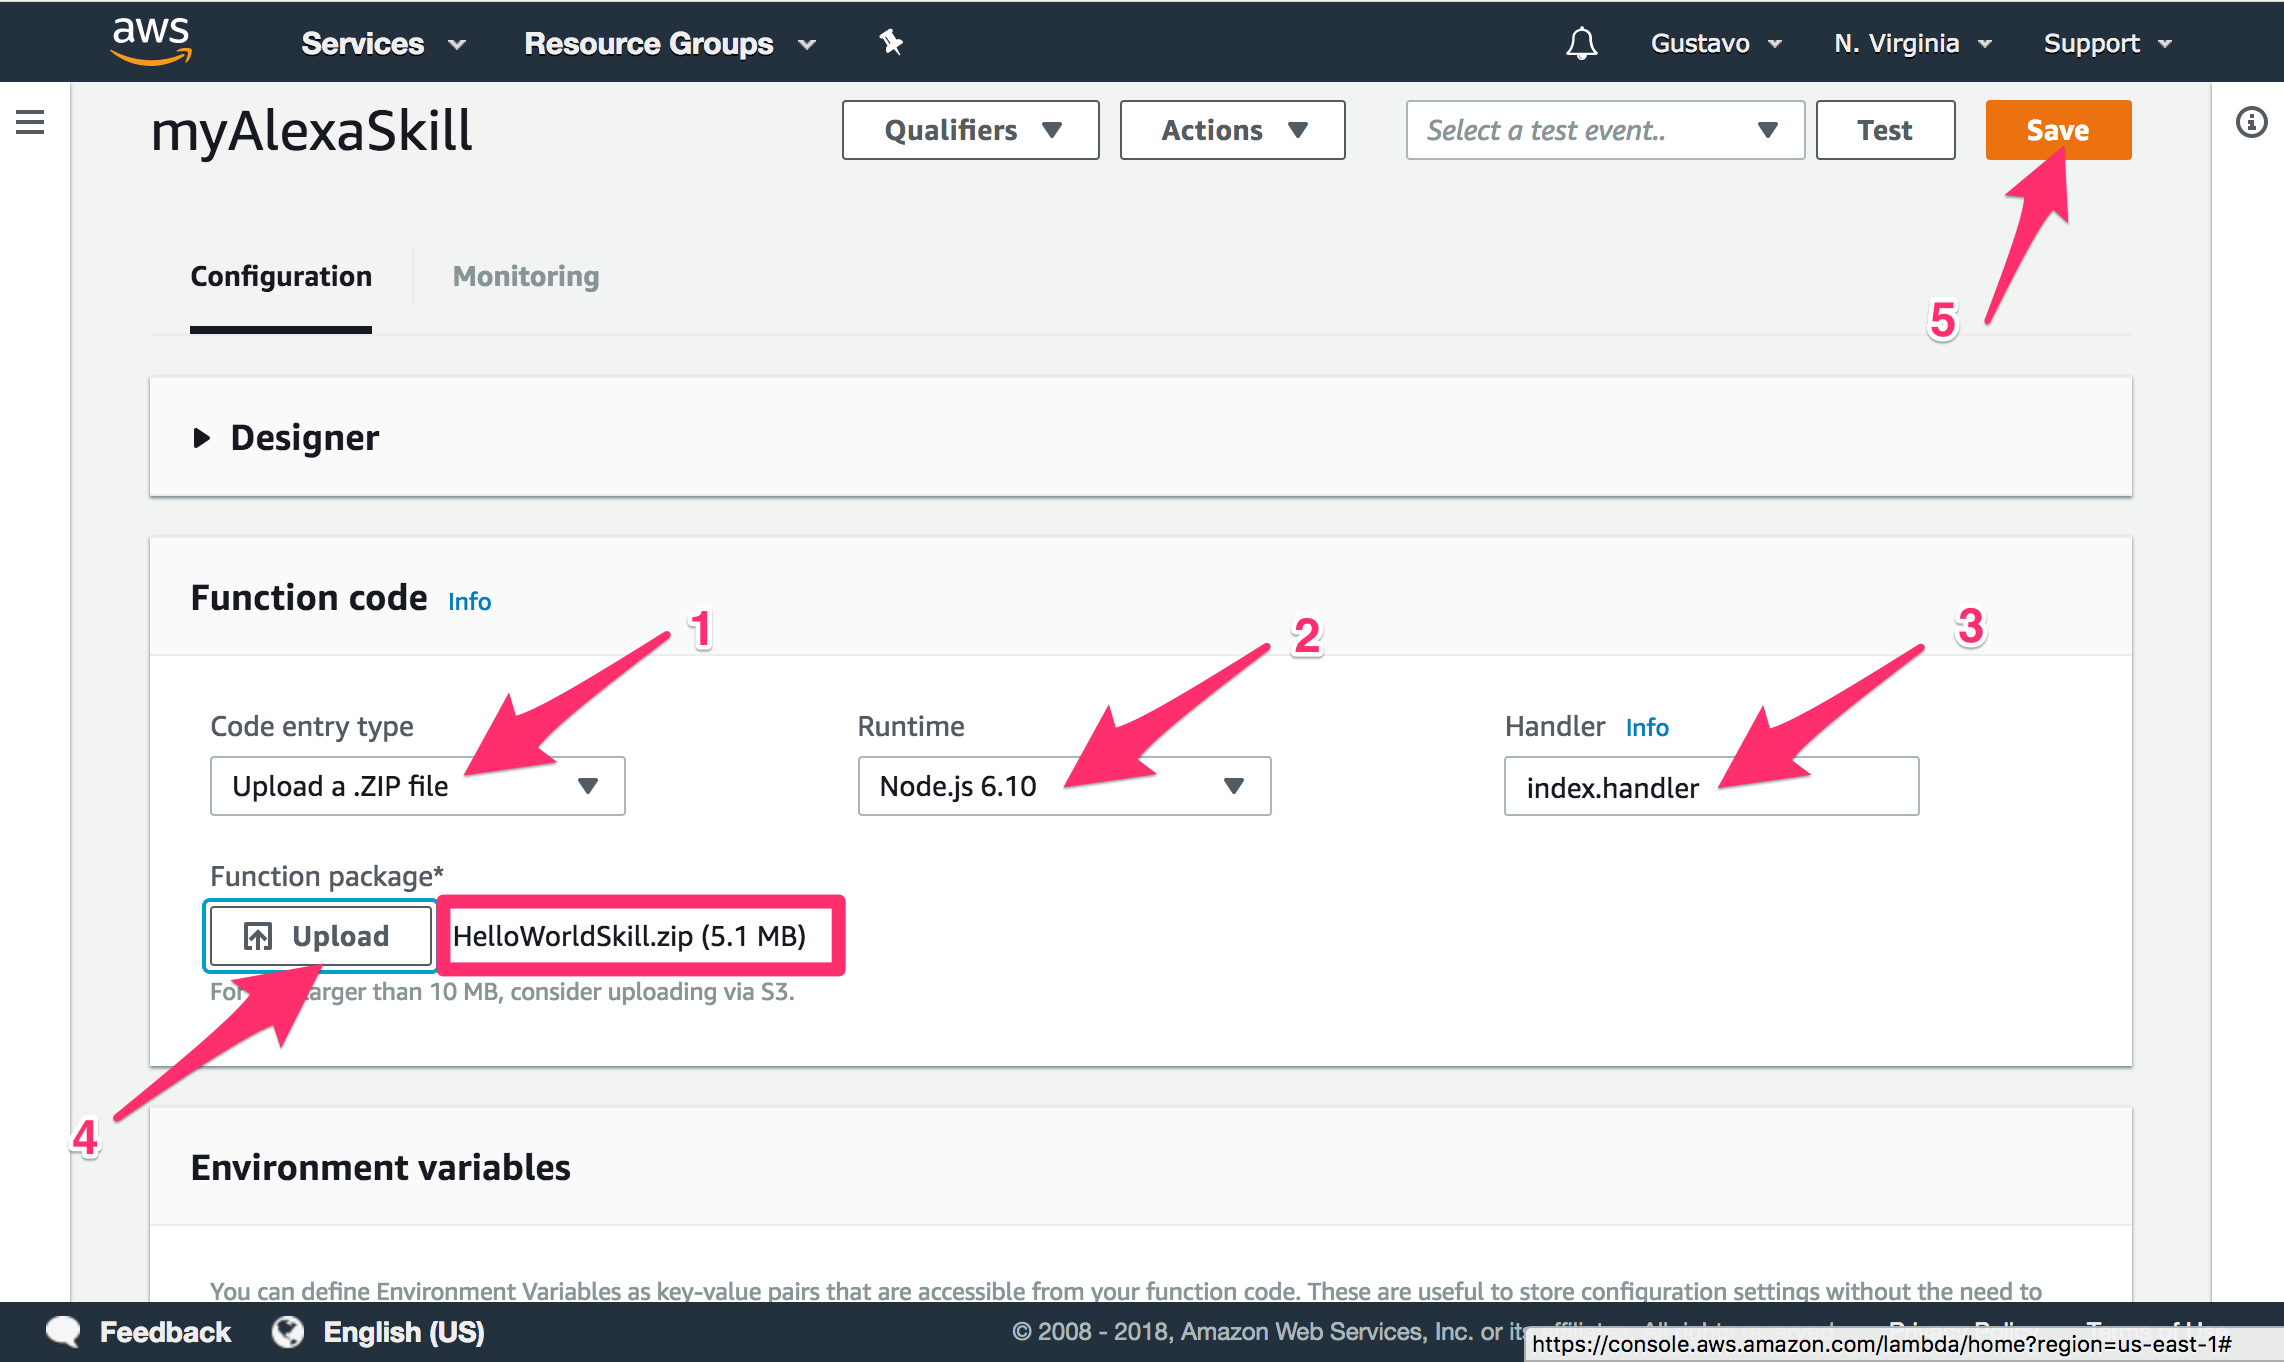 aws Services Resource Groups Gustavo N. Virginia Support
myAlexaSkill Qualifiers Actions Select a test event.. Test Save
5
Configuration Monitoring
Designer
Function code Info
1 2 3
Code entry type Runtime Handler Info
Upload a .ZIP file Node.js 6.10 index.handler
Function package*
Upload HelloWorldSkill.zip (5.1 MB)
For larger than 10 MB, consider uploading via S3.
4
Environment variables
You can define Environment Variables as key-value pairs that are accessible from your function code. These are useful to store configuration settings without the need to
Feedback English (US) © 2008 - 2018, Amazon Web Services, Inc. or its
https://console.aws.amazon.com/lambda/home?region=us-east-1#